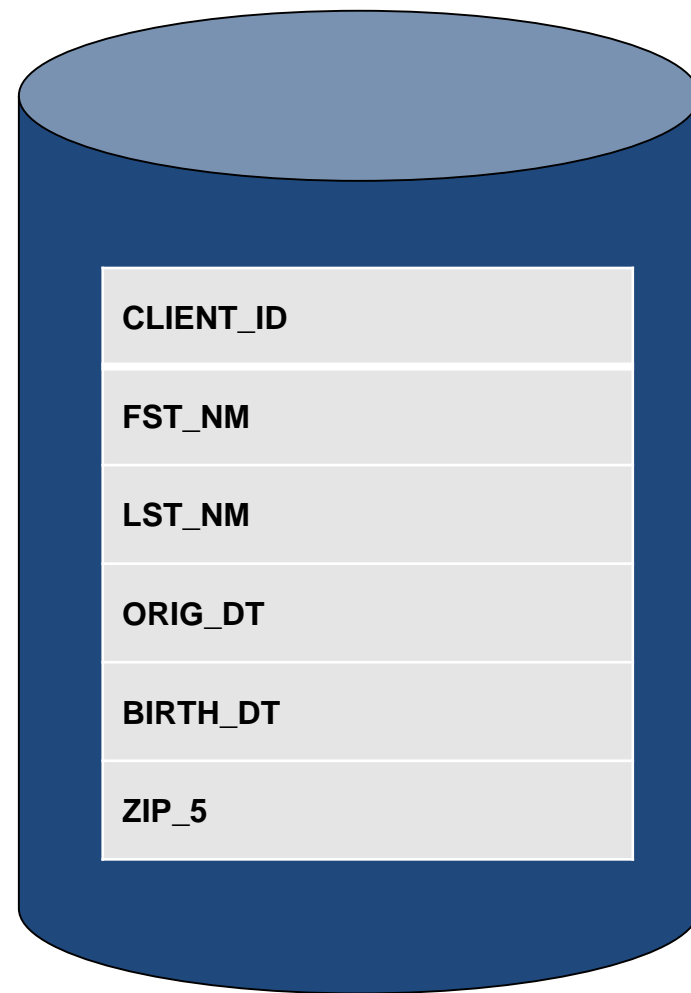 CLIENT_ID
FST_NM
LST_NM
ORIG_DT
BIRTH_DT
ZIP_5